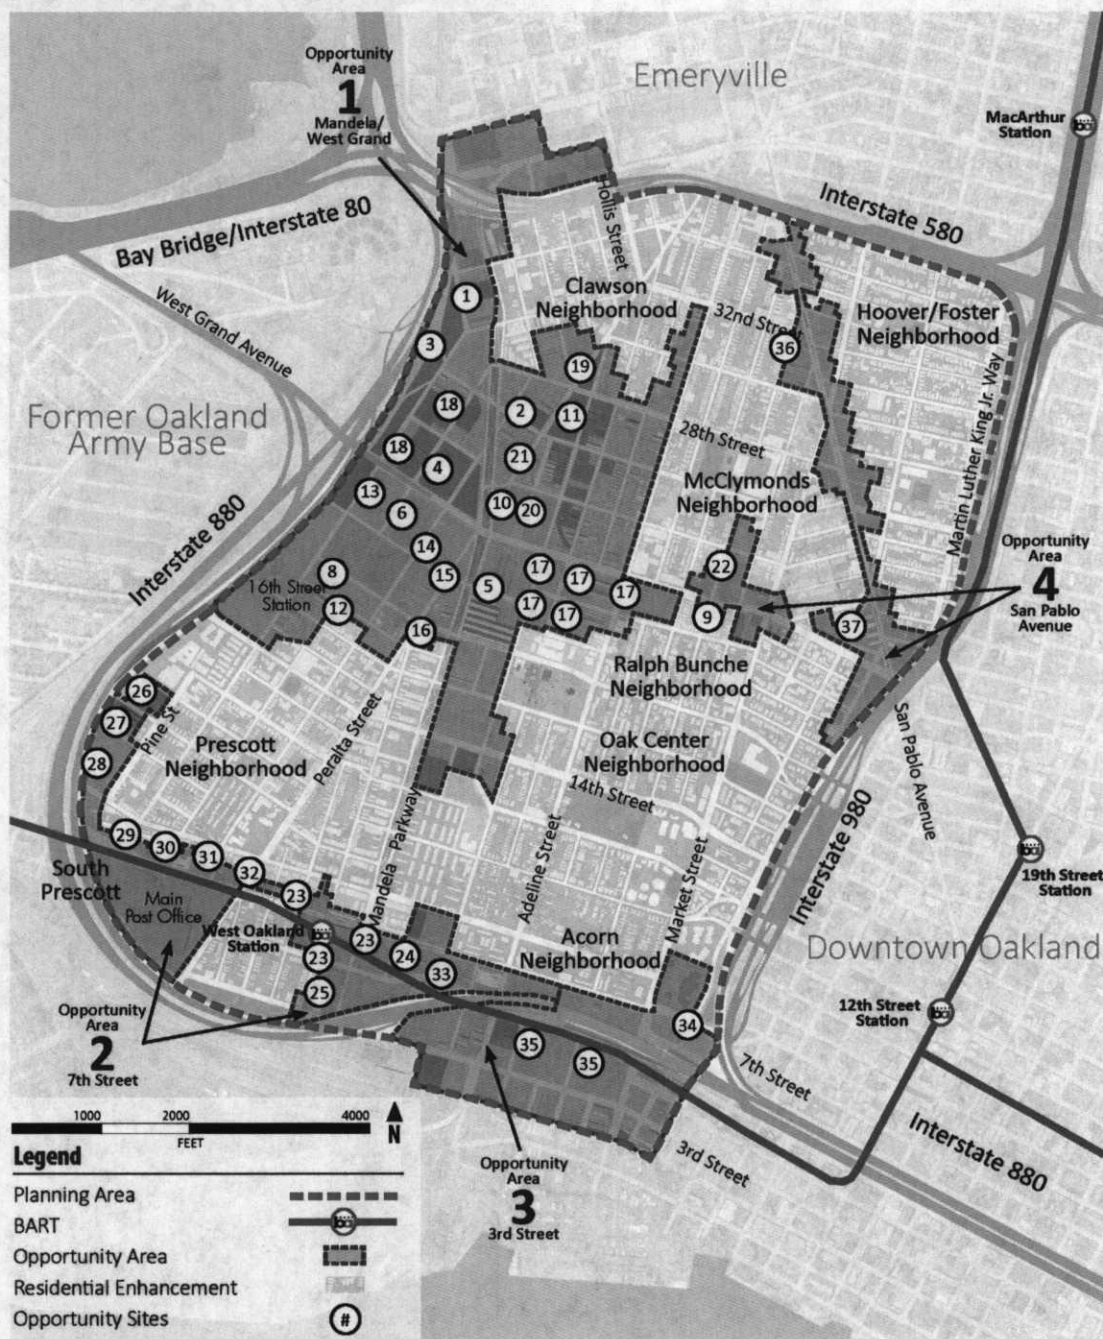 Emeryville
Opportunity
Area
1
Mandela/
West Grand
MacArthur
Station
Hollis Street
Interstate 580
Bay Bridge/Interstate 80
Clawson
Neighborhood
1
West Grand Avenue
32nd Street
Hoover/Foster
Neighborhood
3
36
19
Martin Luther King Jr. Way
Former Oakland
Army Base
18
2
11
28th Street
18
4
21
McClymonds
Neighborhood
13
6
10
20
Interstate 880
14
Opportunity
Area
4
San Pablo
Avenue
8
16th Street
Station
15
5
17
17
17
22
12
17
17
9
37
16
Ralph Bunche
Neighborhood
26
27
Pine St
Peralta Street
San Pablo Avenue
Prescott
Neighborhood
Oak Center
Neighborhood
28
14th Street
Mandela Parkway
Interstate 980
29
30
31
32
Adeline Street
Market Street
19th Street
Station
South
Prescott
Main
Post Office
23
West Oakland
Station
23
23
24
33
Acorn
Neighborhood
Downtown Oakland
25
12th Street
Station
Opportunity
Area
2
7th Street
34
35
35
7th Street
1000
2000
4000
FEET
N
Interstate 880
3rd Street
Opportunity
Area
3
3rd Street
Legend
Planning Area
BART
Opportunity Area
Residential Enhancement
Opportunity Sites
#